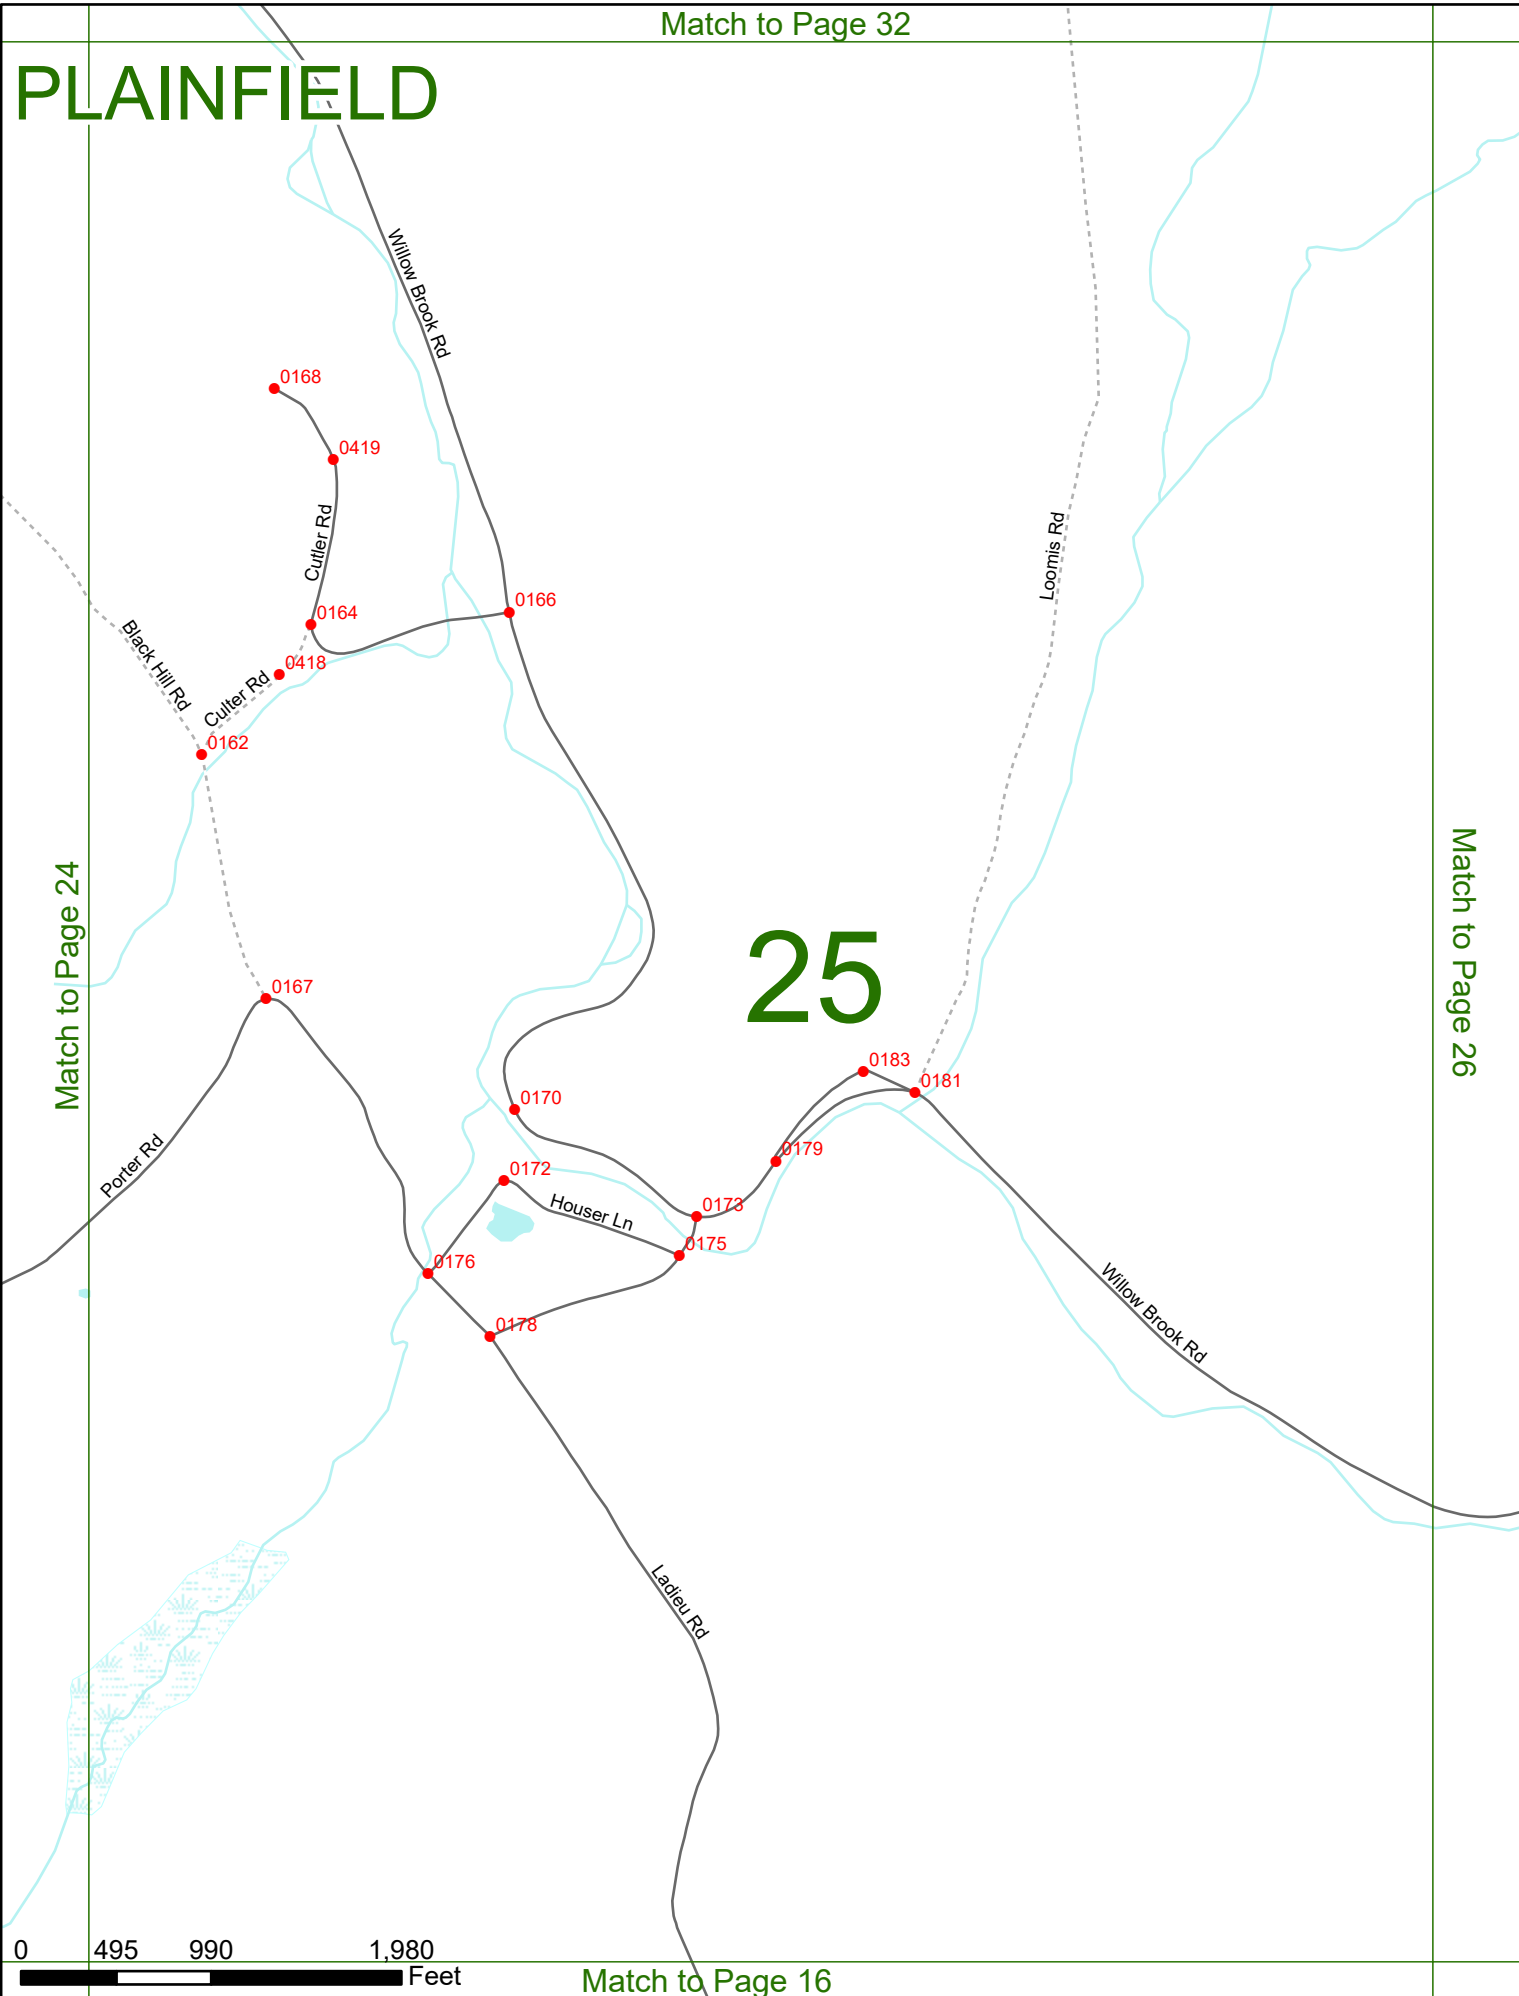 Match to Page 32
PLAINFIELD
Willow Brook Rd
0168
0419
Cutler Rd
Loomis Rd
0166
0164
Black Hill Rd
0418
Culter Rd
0162
Match to Page 24
Match to Page 26
25
0167
0183
0181
0170
Porter Rd
0179
0172
Houser Ln
0173
0175
0176
Willow Brook Rd
0178
Ladieu Rd
0 495 990 1,980
Feet
Match to Page 16